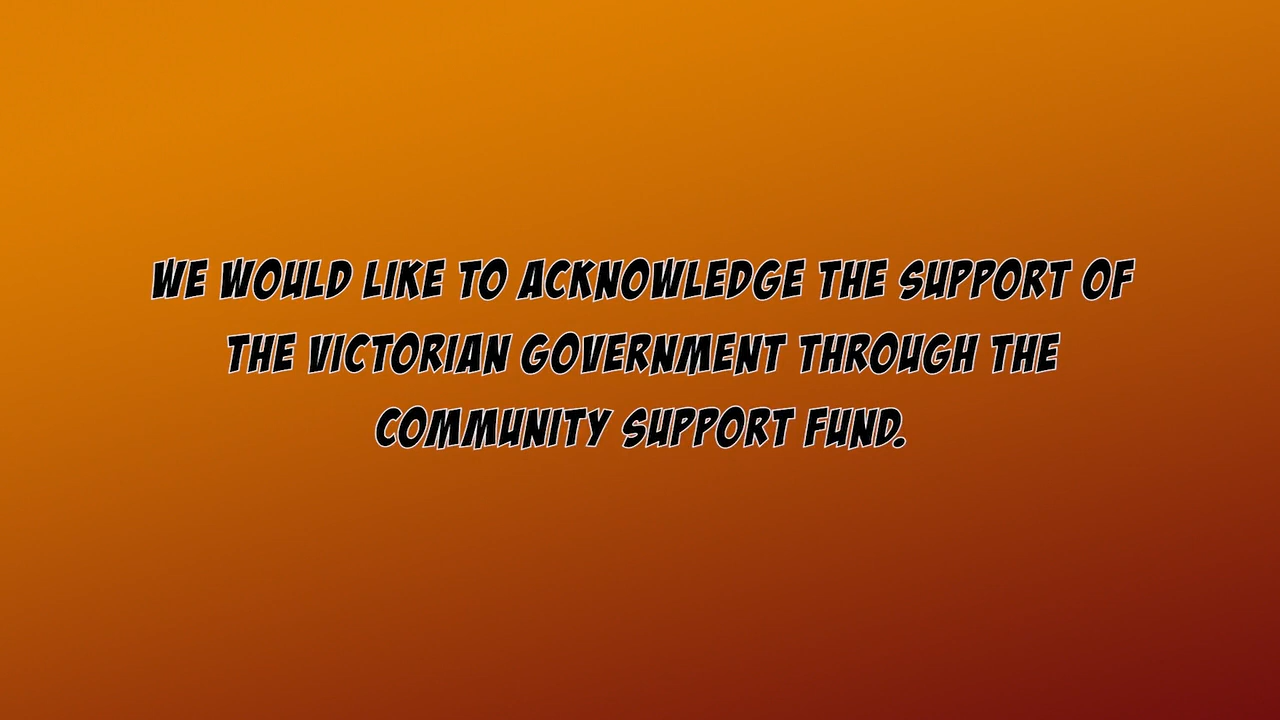 WE WOULD LIKE TO ACKNOWLEDGE THE SUPPORT OF
THE VICTORIAN GOVERNMENT THROUGH THE
COMMUNITY SUPPORT FUND.